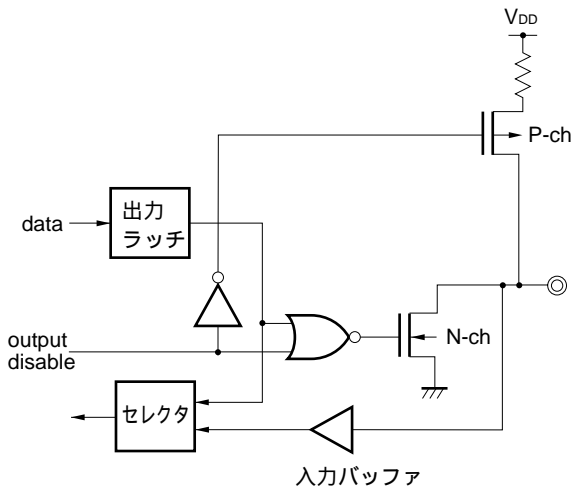 VDD
P-ch
出力
ラッチ
data
output
disable
N-ch
セレクタ
入力バッファ